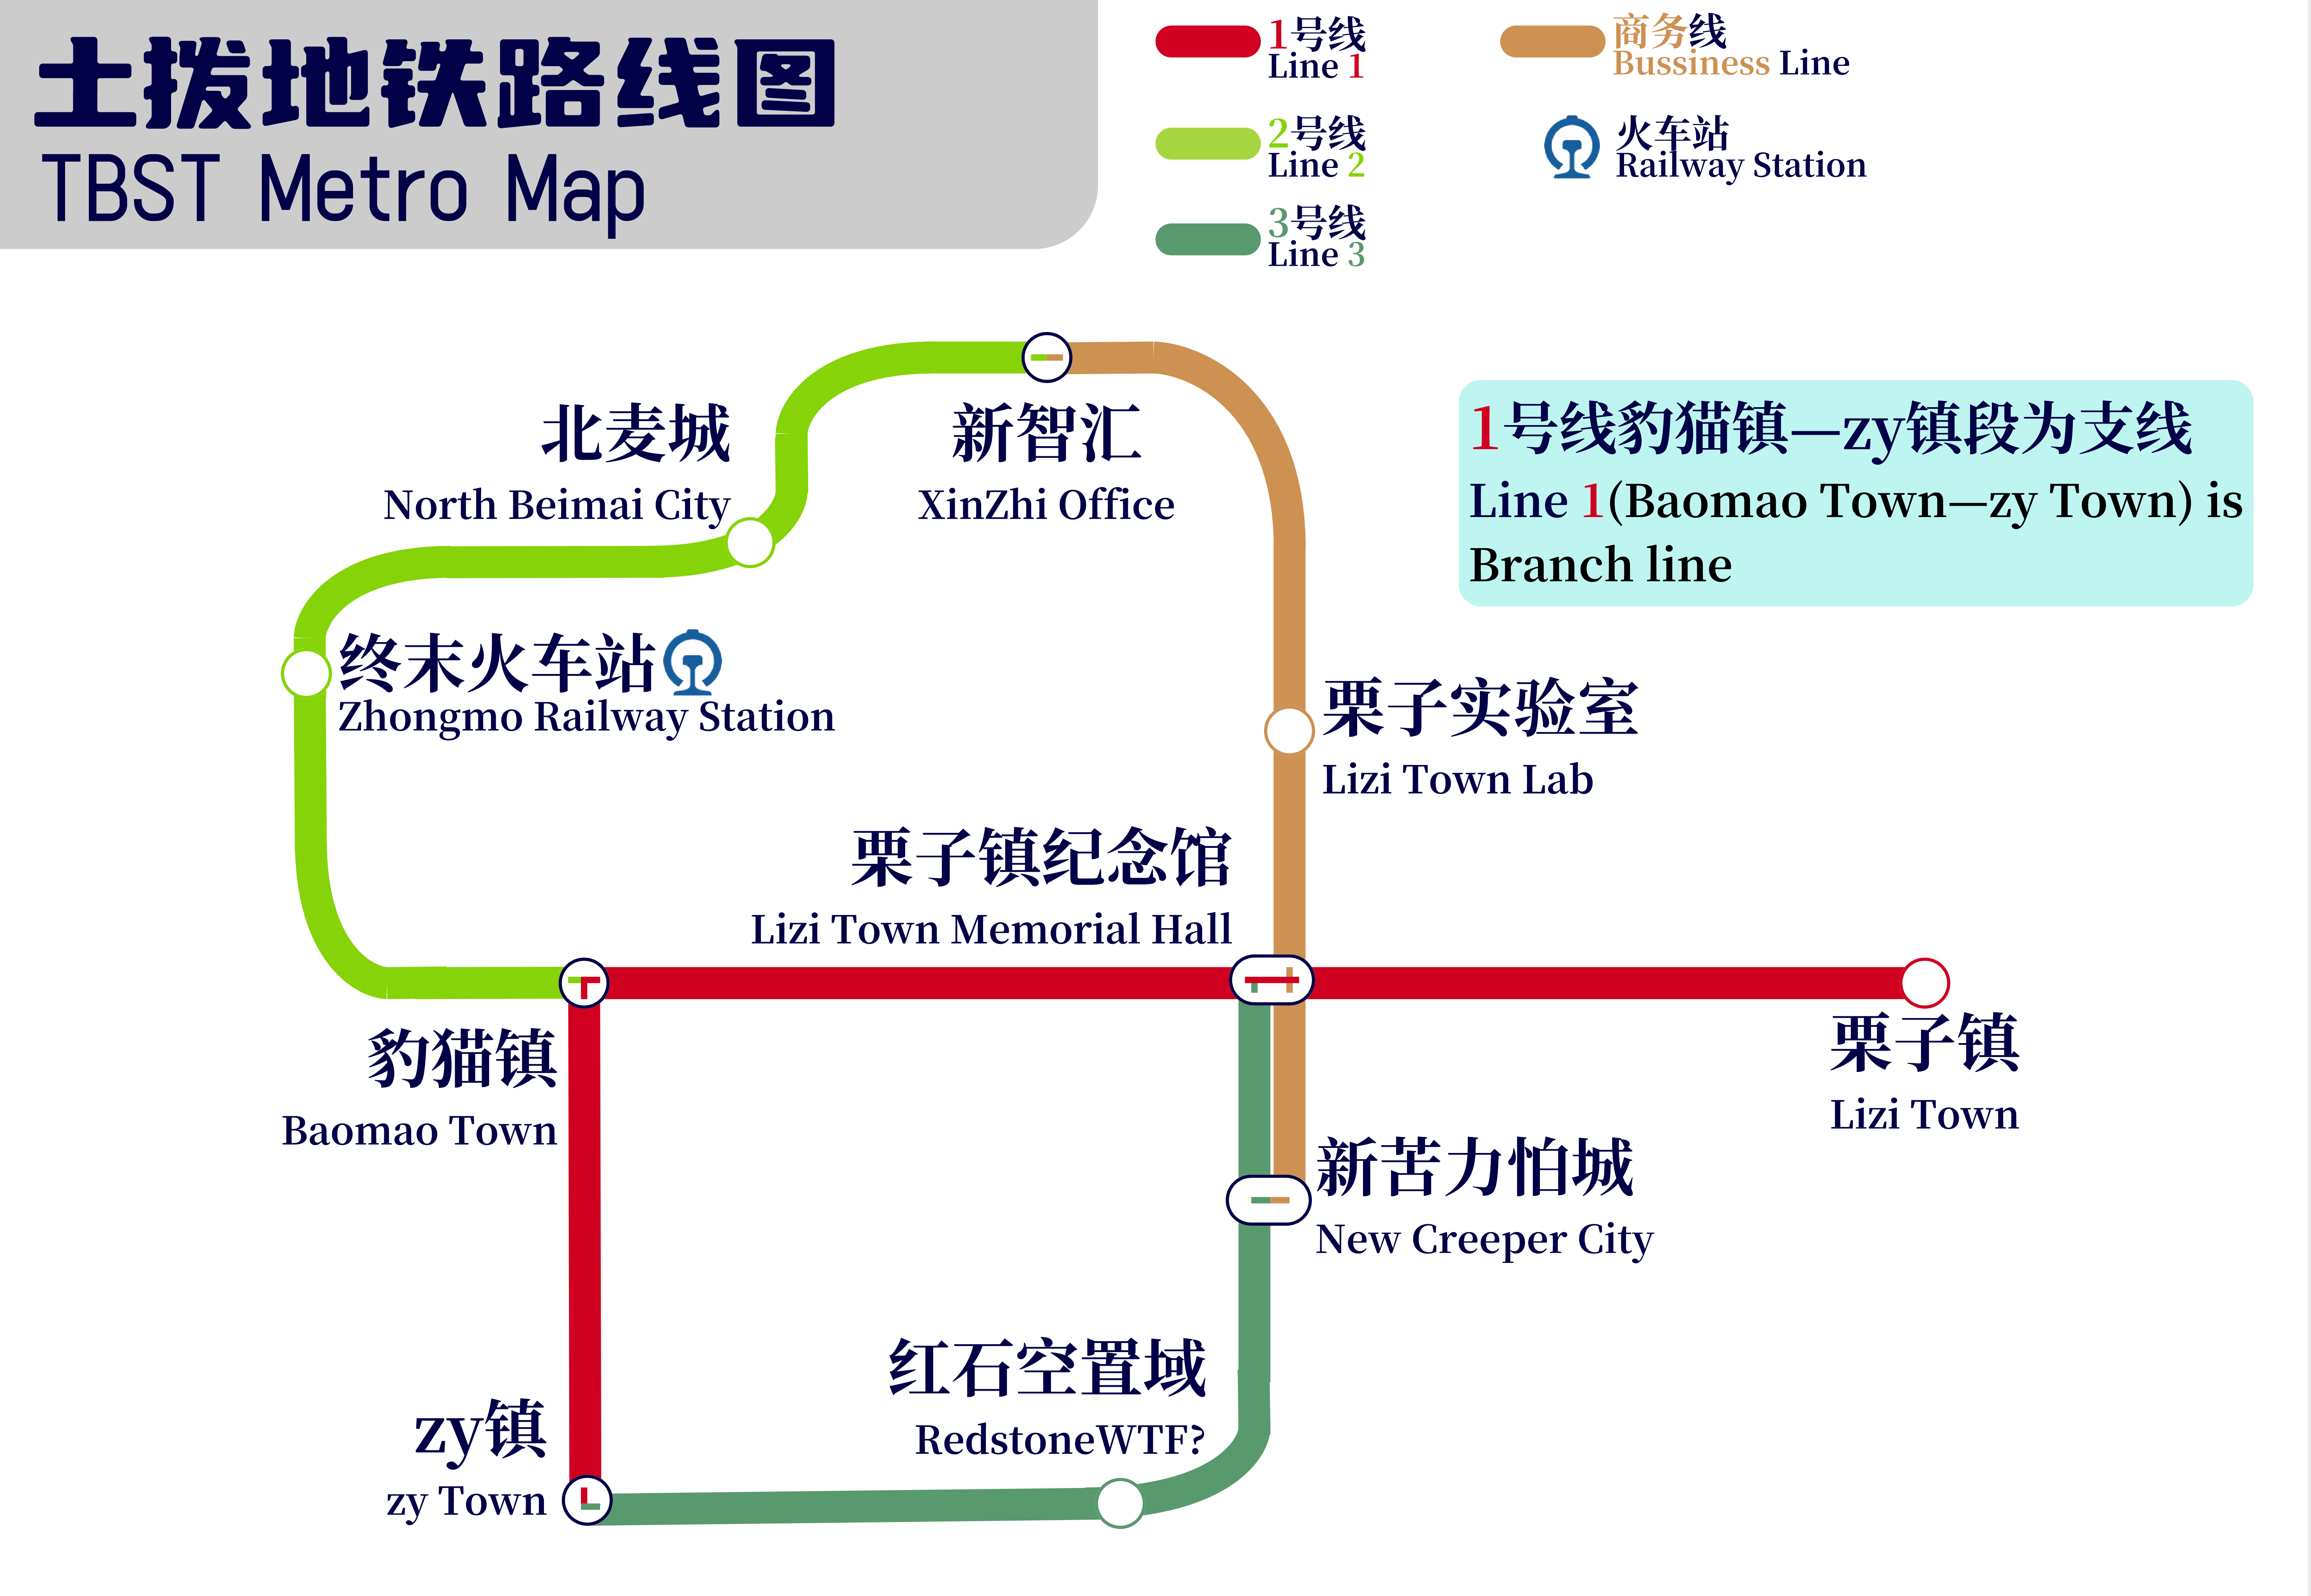 土拨地铁路线图
TBST Metro Map
1号线
Line 1
2号线
Line 2
3号线
Line 3
商务线
Bussiness Line
火车站
Railway Station
北麦城
North Beimai City
新智汇
XinZhi Office
1号线豹猫镇—zy镇段为支线
Line 1(Baomao Town—zy Town) is
Branch line
终末火车站
Zhongmo Railway Station
栗子实验室
Lizi Town Lab
栗子镇纪念馆
Lizi Town Memorial Hall
豹猫镇
Baomao Town
栗子镇
Lizi Town
新苦力怕城
New Creeper City
红石空置域
RedstoneWTF?
zy镇
zy Town